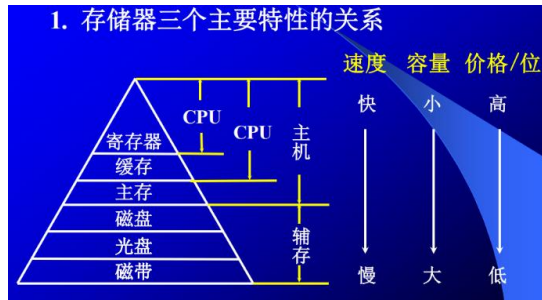 1. 存储器三个主要特性的关系
速度 容量 价格/位
快 小 高
CPU
CPU
主机
寄存器
缓存
主存
磁盘
光盘
磁带
辅存
慢 大 低